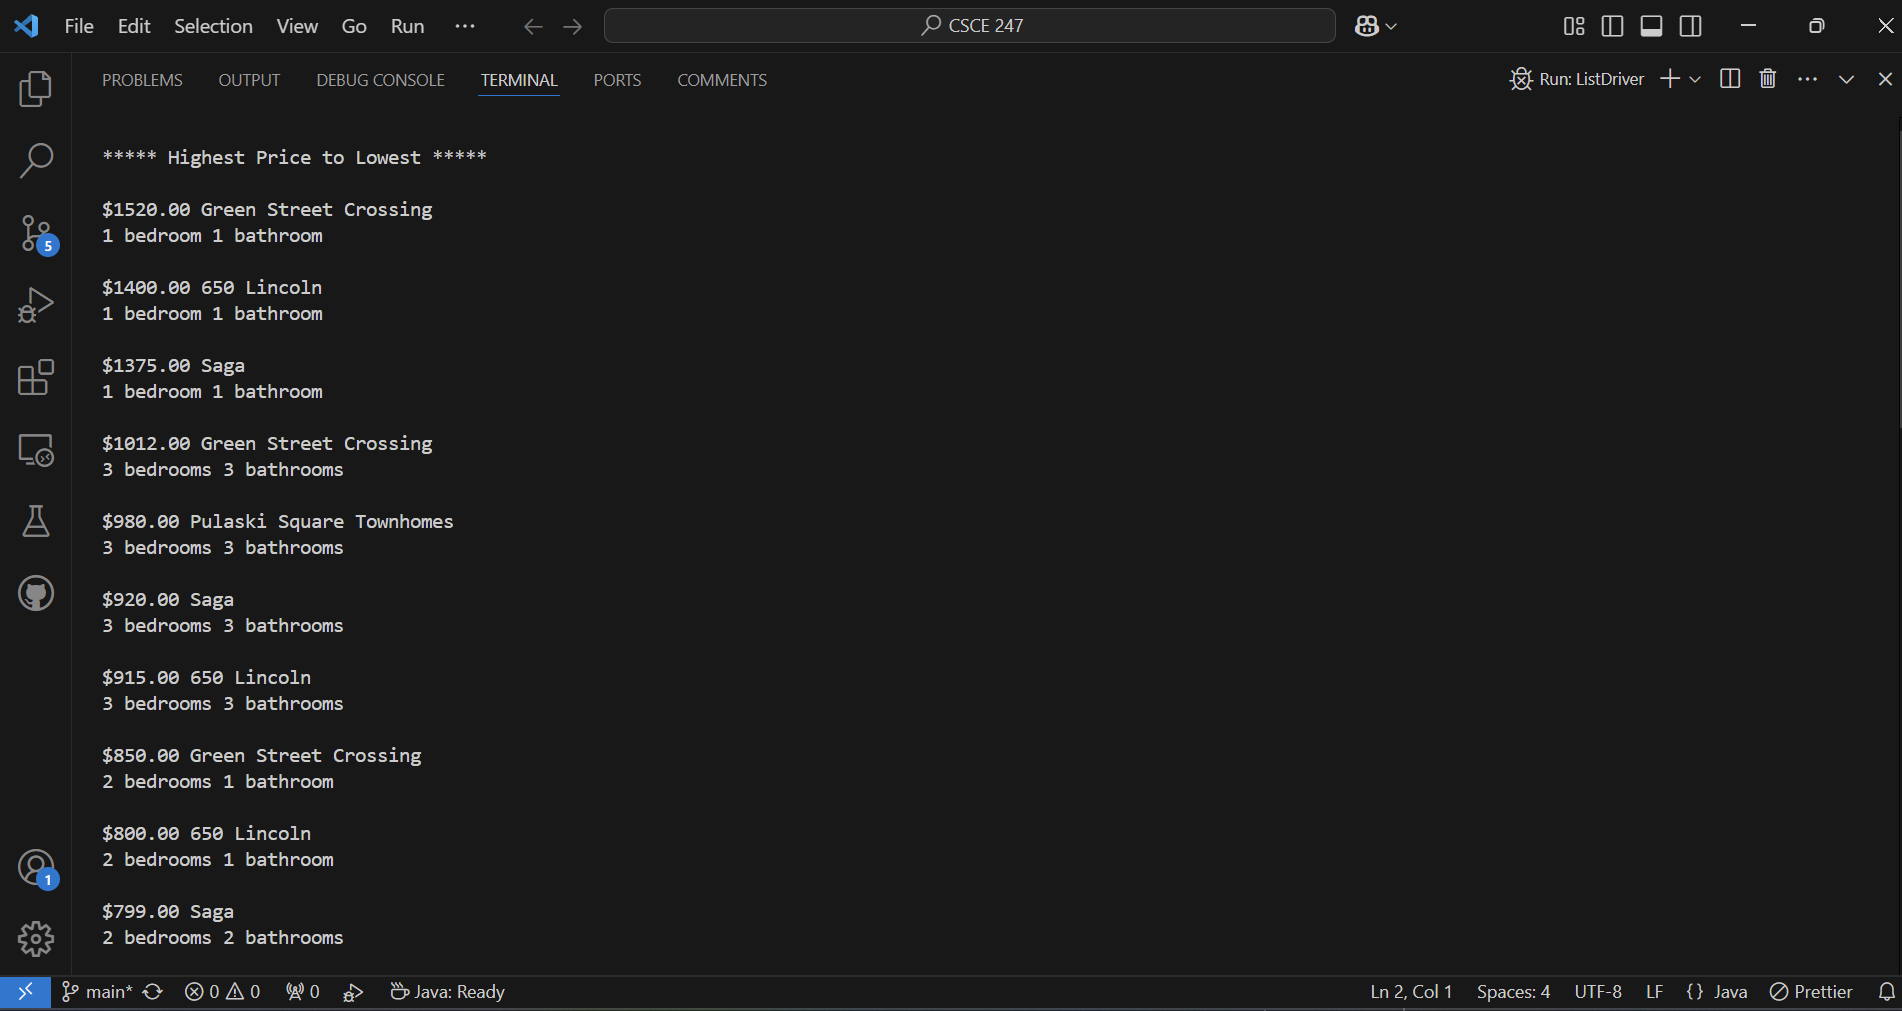 File Edit Selection View Go Run ··· CSCE 247
PROBLEMS OUTPUT DEBUG CONSOLE TERMINAL PORTS COMMENTS Run: ListDriver
***** Highest Price to Lowest *****
$1520.00 Green Street Crossing
1 bedroom 1 bathroom
$1400.00 650 Lincoln
1 bedroom 1 bathroom
$1375.00 Saga
1 bedroom 1 bathroom
$1012.00 Green Street Crossing
3 bedrooms 3 bathrooms
$980.00 Pulaski Square Townhomes
3 bedrooms 3 bathrooms
$920.00 Saga
3 bedrooms 3 bathrooms
$915.00 650 Lincoln
3 bedrooms 3 bathrooms
$850.00 Green Street Crossing
2 bedrooms 1 bathroom
$800.00 650 Lincoln
2 bedrooms 1 bathroom
$799.00 Saga
2 bedrooms 2 bathrooms
5
1
main* 0 0 0 Java: Ready Ln 2, Col 1 Spaces: 4 UTF-8 LF {} Java Prettier